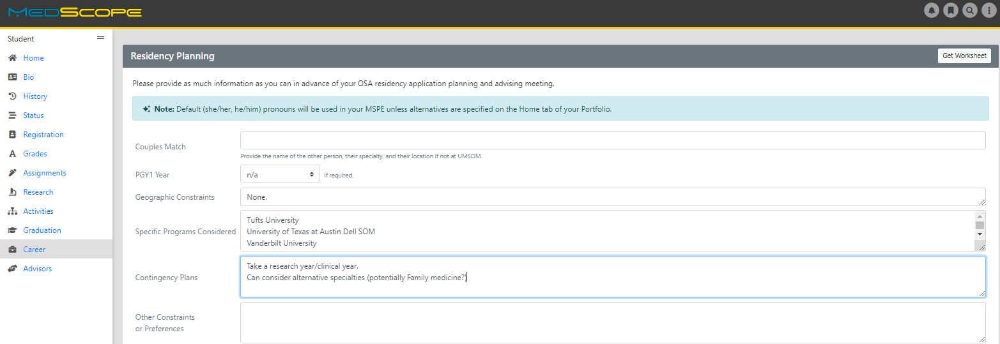 MEDSCOPE
Student
Home
Bio
History
Status
Registration
Grades
Assignments
Research
Activities
Graduation
Career
Advisors
Residency Planning
Get Worksheet
Please provide as much information as you can in advance of your OSA residency application planning and advising meeting.
Note: Default (she/her, he/him) pronouns will be used in your MSPE unless alternatives are specified on the Home tab of your Portfolio.
Couples Match
Provide the name of the other person, their specialty, and their location if not at UMSOM.
PGY1 Year
n/a
If required.
Geographic Constraints
None.
Specific Programs Considered
Tufts University
University of Texas at Austin Dell SOM
Vanderbilt University
Contingency Plans
Take a research year/clinical year.
Can consider alternative specialties (potentially Family medicine?)
Other Constraints
or Preferences